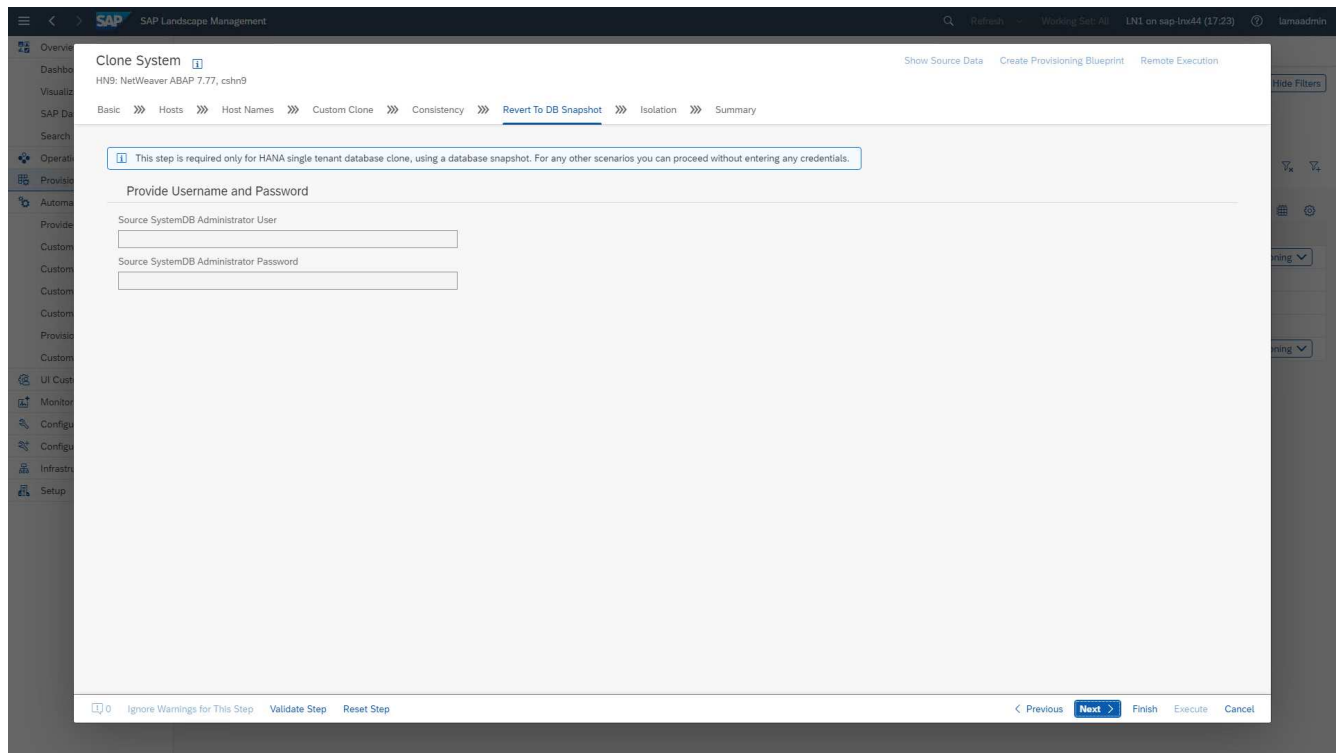 SAP SAP Landscape Management
Refresh Working Set: All LN1 on sap-lnx44 (17:23) lamaadmin
Clone System
Show Source Data Create Provisioning Blueprint Remote Execution
HN9: NetWeaver ABAP 7.77, cshn9
Hide Filters
Basic Hosts Host Names Custom Clone Consistency Revert To DB Snapshot Isolation Summary
This step is required only for HANA single tenant database clone, using a database snapshot. For any other scenarios you can proceed without entering any credentials.
Provide Username and Password
Source SystemDB Administrator User
Source SystemDB Administrator Password
Overvie
Dashbo
Visualiz
SAP Da
Search
Operati
Provisio
Automa
Provide
Custom
Custom
Custom
Custom
Provisio
Custom
UI Cust
Monitor
Configu
Configu
Infrastru
Setup
oning
oning
0 Ignore Warnings for This Step Validate Step Reset Step
Previous Next Finish Execute Cancel